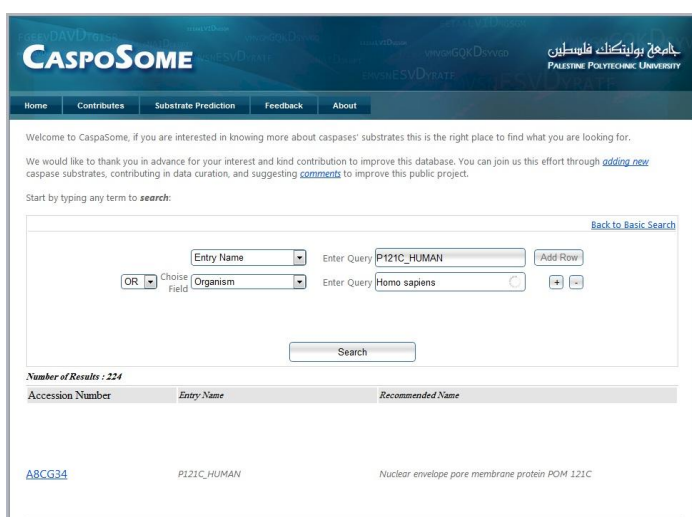 CASPOSOME
جامعة بوليتكنك فلسطين
PALESTINE POLYTECHNIC UNIVERSITY
Home Contributes Substrate Prediction Feedback About
Welcome to CaspaSome, if you are interested in knowing more about caspases' substrates this is the right place to find what you are looking for.
We would like to thank you in advance for your interest and kind contribution to improve this database. You can join us this effort through adding new
caspase substrates, contributing in data curation, and suggesting comments to improve this public project.
Start by typing any term to search:
Back to Basic Search
Entry Name Enter Query P121C_HUMAN Add Row
OR Choise Field Organism Enter Query Homo sapiens + -
Search
Number of Results : 224
Accession Number Entry Name Recommended Name
A8CG34 P121C_HUMAN Nuclear envelope pore membrane protein POM 121C